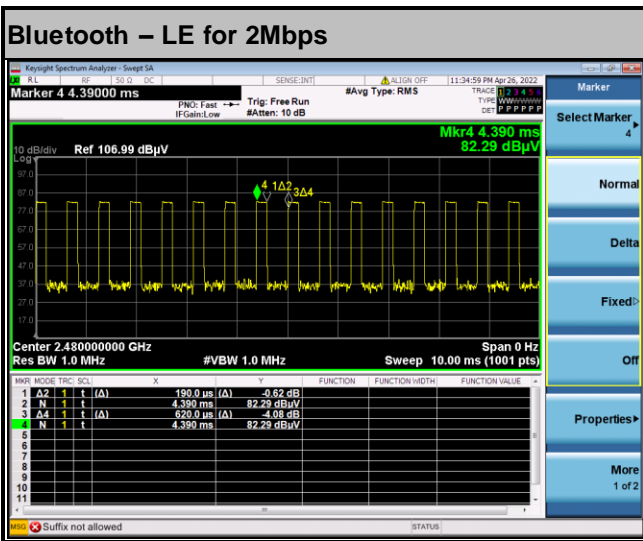 Bluetooth – LE for 2Mbps
Keysight Spectrum Analyzer - Swept SA
RL RF 50 Ω DC SENSE:INT ALIGN OFF 11:34:59 PM Apr 26, 2022
Marker 4 4.39000 ms #Avg Type: RMS TRACE 1 2 3 4 5 6
PNO: Fast Trig: Free Run TYPE WWWWWW
IFGain:Low #Atten: 10 dB DET P P P P P P
Mkr4 4.390 ms
10 dB/div Ref 106.99 dBµV 82.29 dBµV
Log
97.0
87.0
77.0
67.0
57.0
47.0
37.0
27.0
17.0
4 1Δ2 3Δ4
Center 2.480000000 GHz Span 0 Hz
Res BW 1.0 MHz #VBW 1.0 MHz Sweep 10.00 ms (1001 pts)
MKR MODE TRC SCL X Y FUNCTION FUNCTION WIDTH FUNCTION VALUE
1 Δ2 1 t (Δ) 190.0 µs (Δ) -0.62 dB
2 N 1 t 4.390 ms 82.29 dBµV
3 Δ4 1 t (Δ) 620.0 µs (Δ) -4.08 dB
4 N 1 t 4.390 ms 82.29 dBµV
5
6
7
8
9
10
11
MSG Suffix not allowed STATUS
Marker
Select Marker
4
Normal
Delta
Fixed
Off
Properties
More
1 of 2